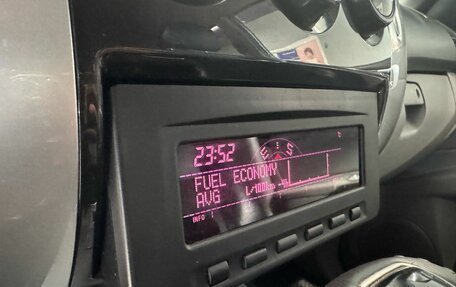 23:52
E S
FUEL ECONOMY
AVG L/100km
INFO